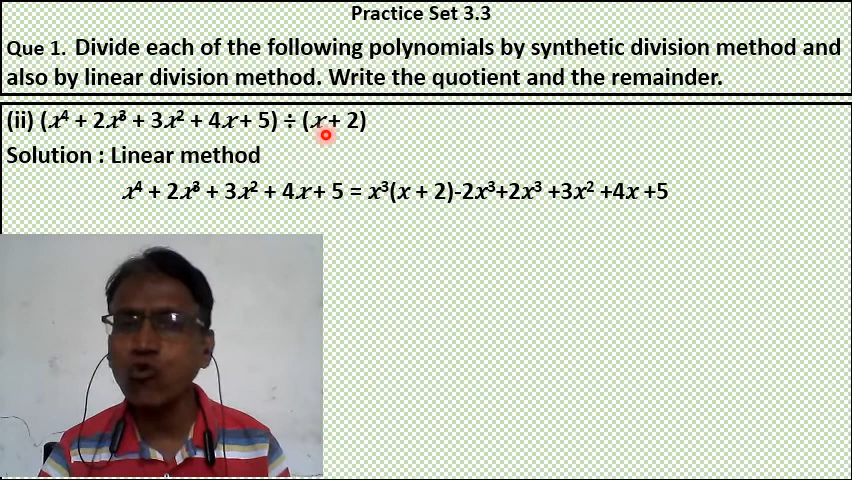 Practice Set 3.3
Que 1. Divide each of the following polynomials by synthetic division method and
also by linear division method. Write the quotient and the remainder.
(ii) (x⁴ + 2x³ + 3x² + 4x + 5) ÷ (x + 2)
Solution : Linear method
x⁴ + 2x³ + 3x² + 4x + 5 = x³(x + 2)-2x³+2x³ +3x² +4x +5